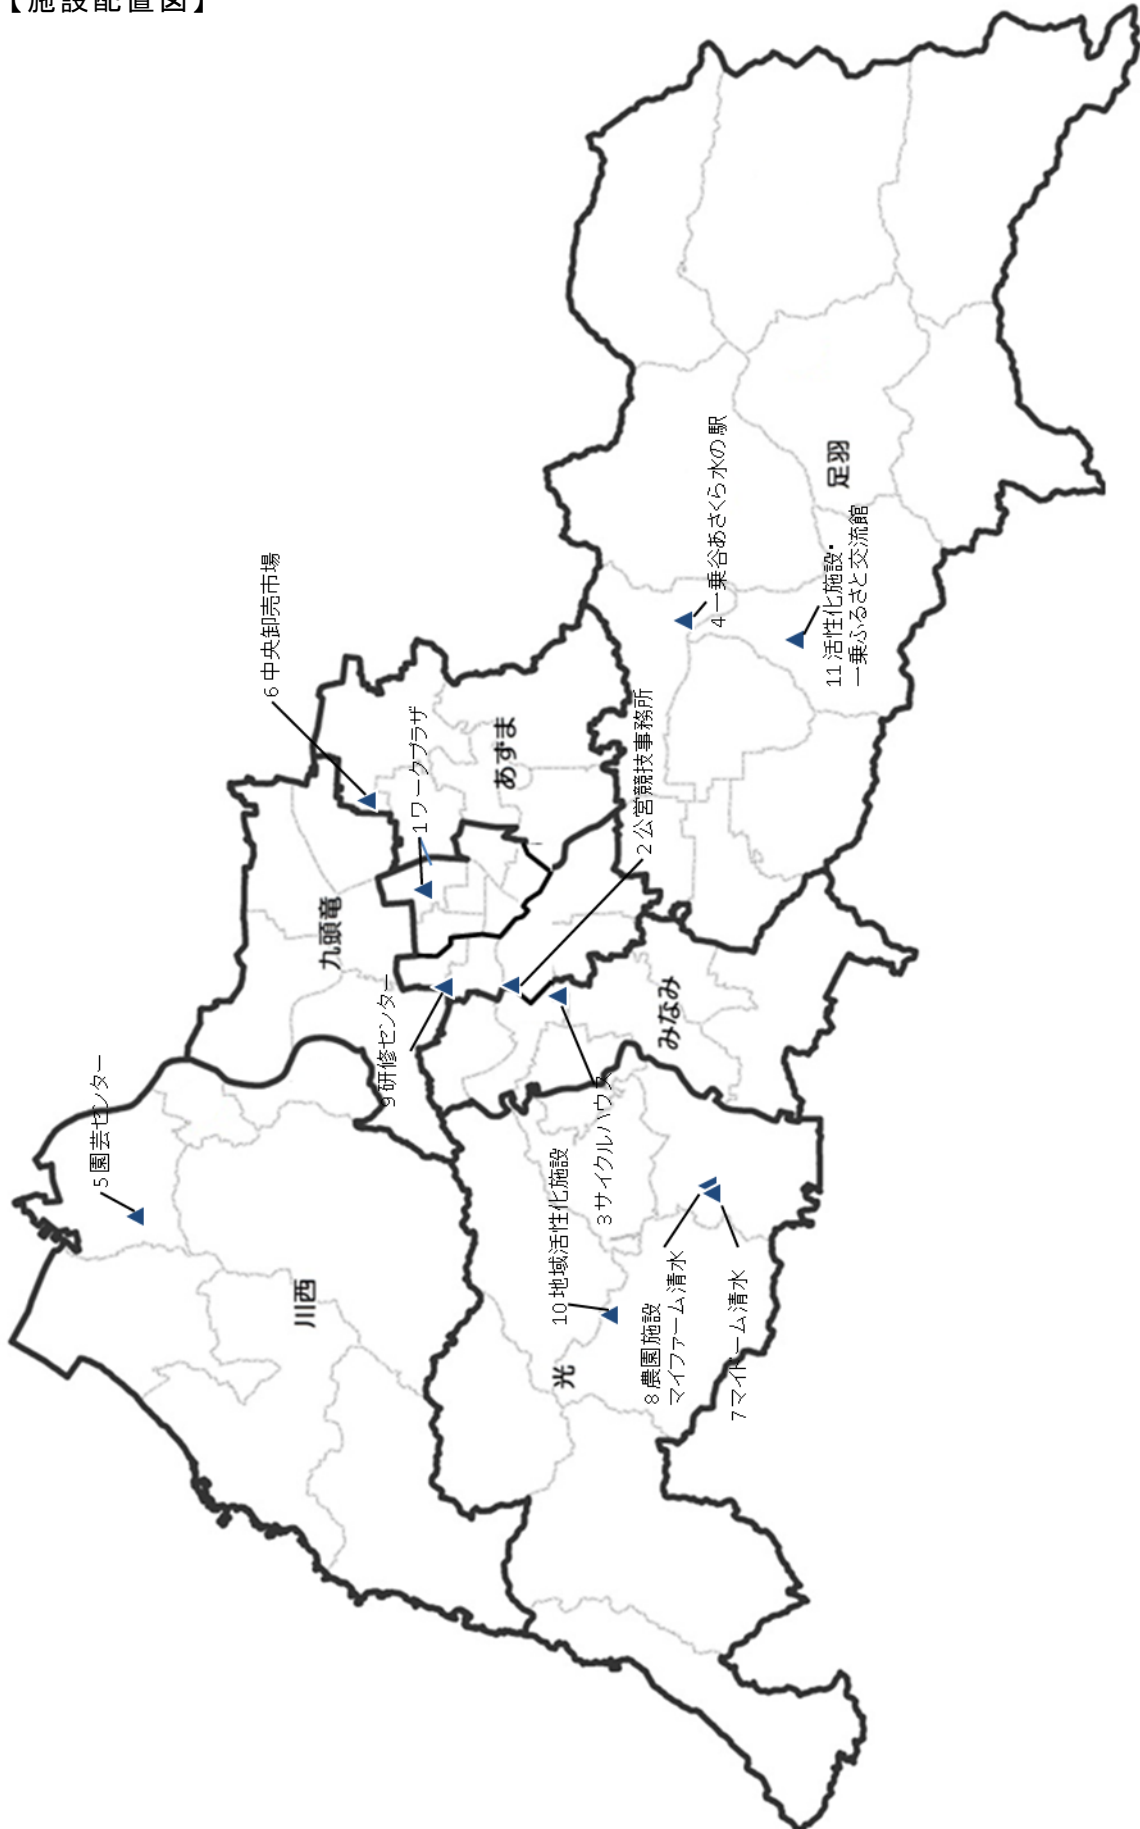 【施設配置図】
5 園芸センター
川西
九頭竜
6 中央卸売市場
1 ワークプラザ
あずま
9 研修センター
2 公営競技事務所
3 サイクルハウス
みなみ
10 地域活性化施設
光
8 農園施設
マイファーム清水
7 マイドーム清水
4 一乗谷あさくら水の駅
足羽
11 活性化施設・
一乗ふるさと交流館